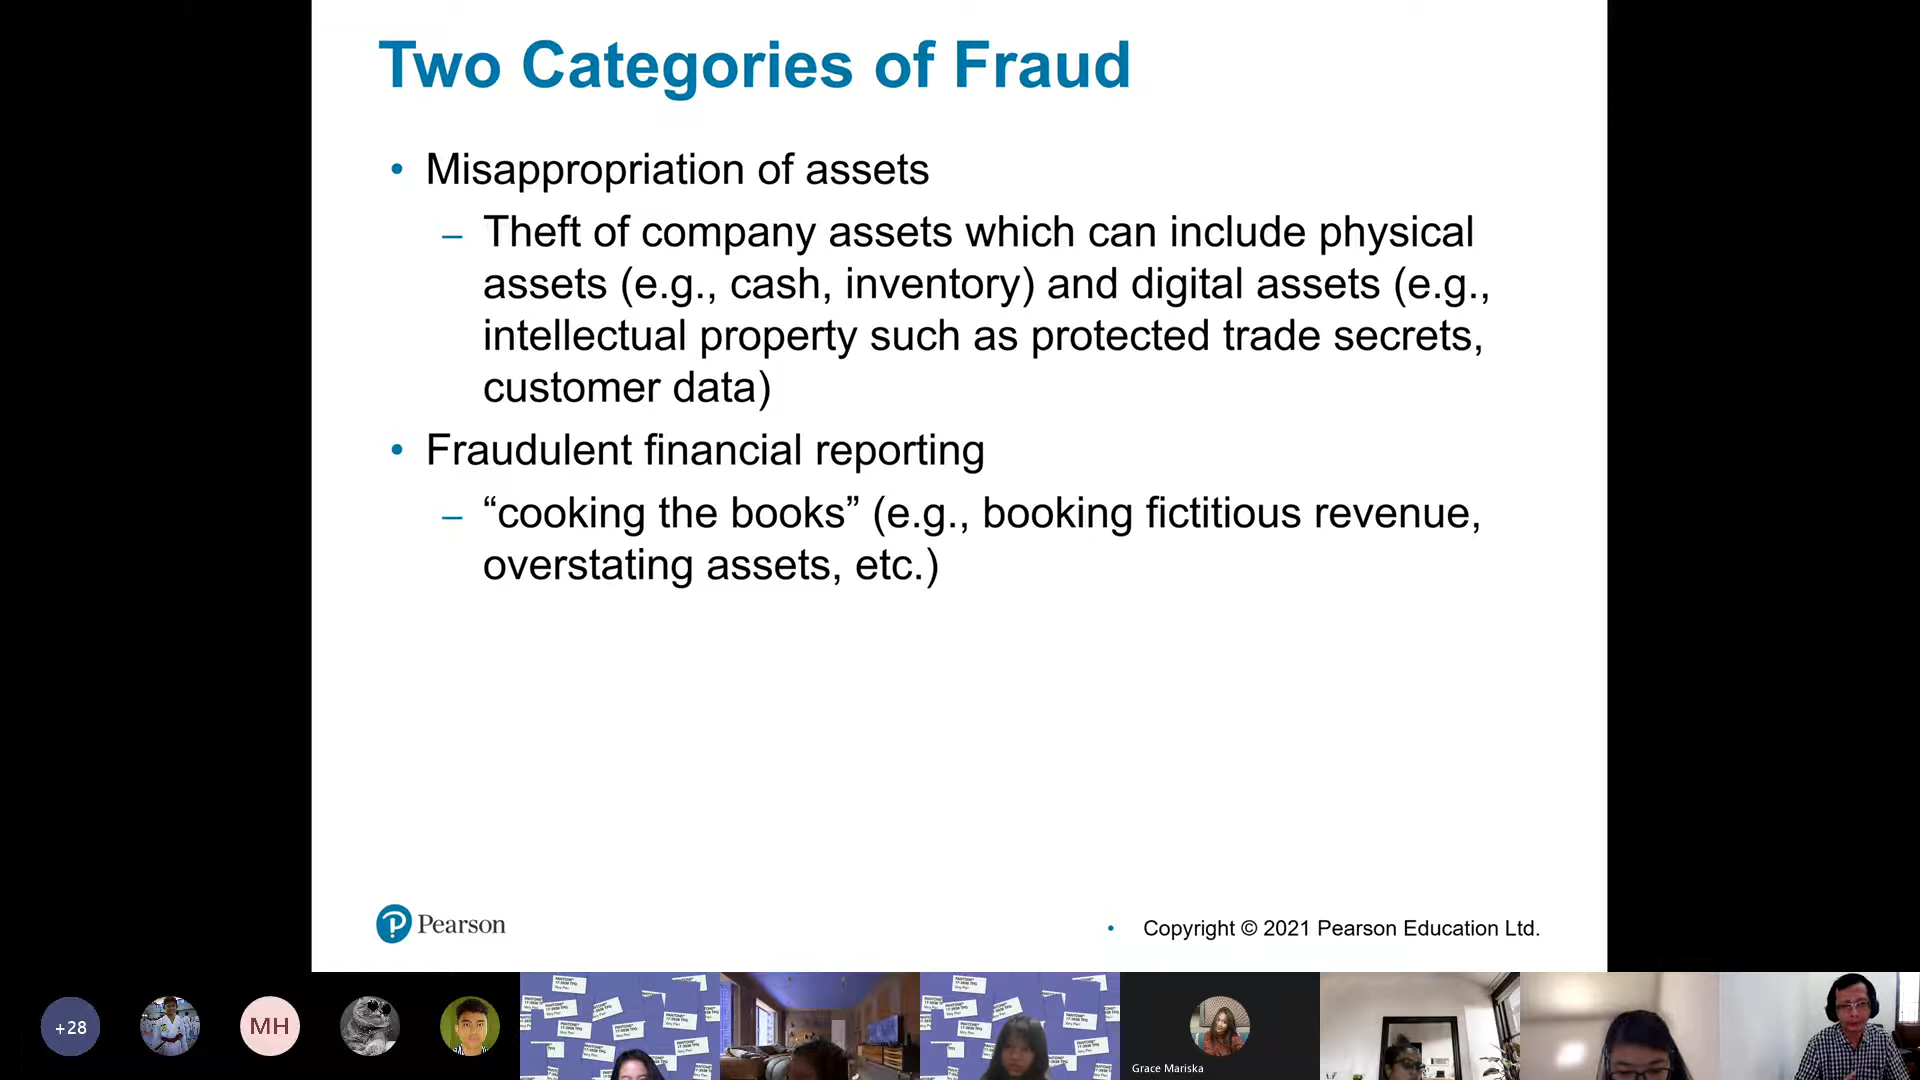 Two Categories of Fraud
• Misappropriation of assets
– Theft of company assets which can include physical
assets (e.g., cash, inventory) and digital assets (e.g.,
intellectual property such as protected trade secrets,
customer data)
• Fraudulent financial reporting
– “cooking the books” (e.g., booking fictitious revenue,
overstating assets, etc.)
Pearson
• Copyright © 2021 Pearson Education Ltd.
+28
MH
Grace Mariska